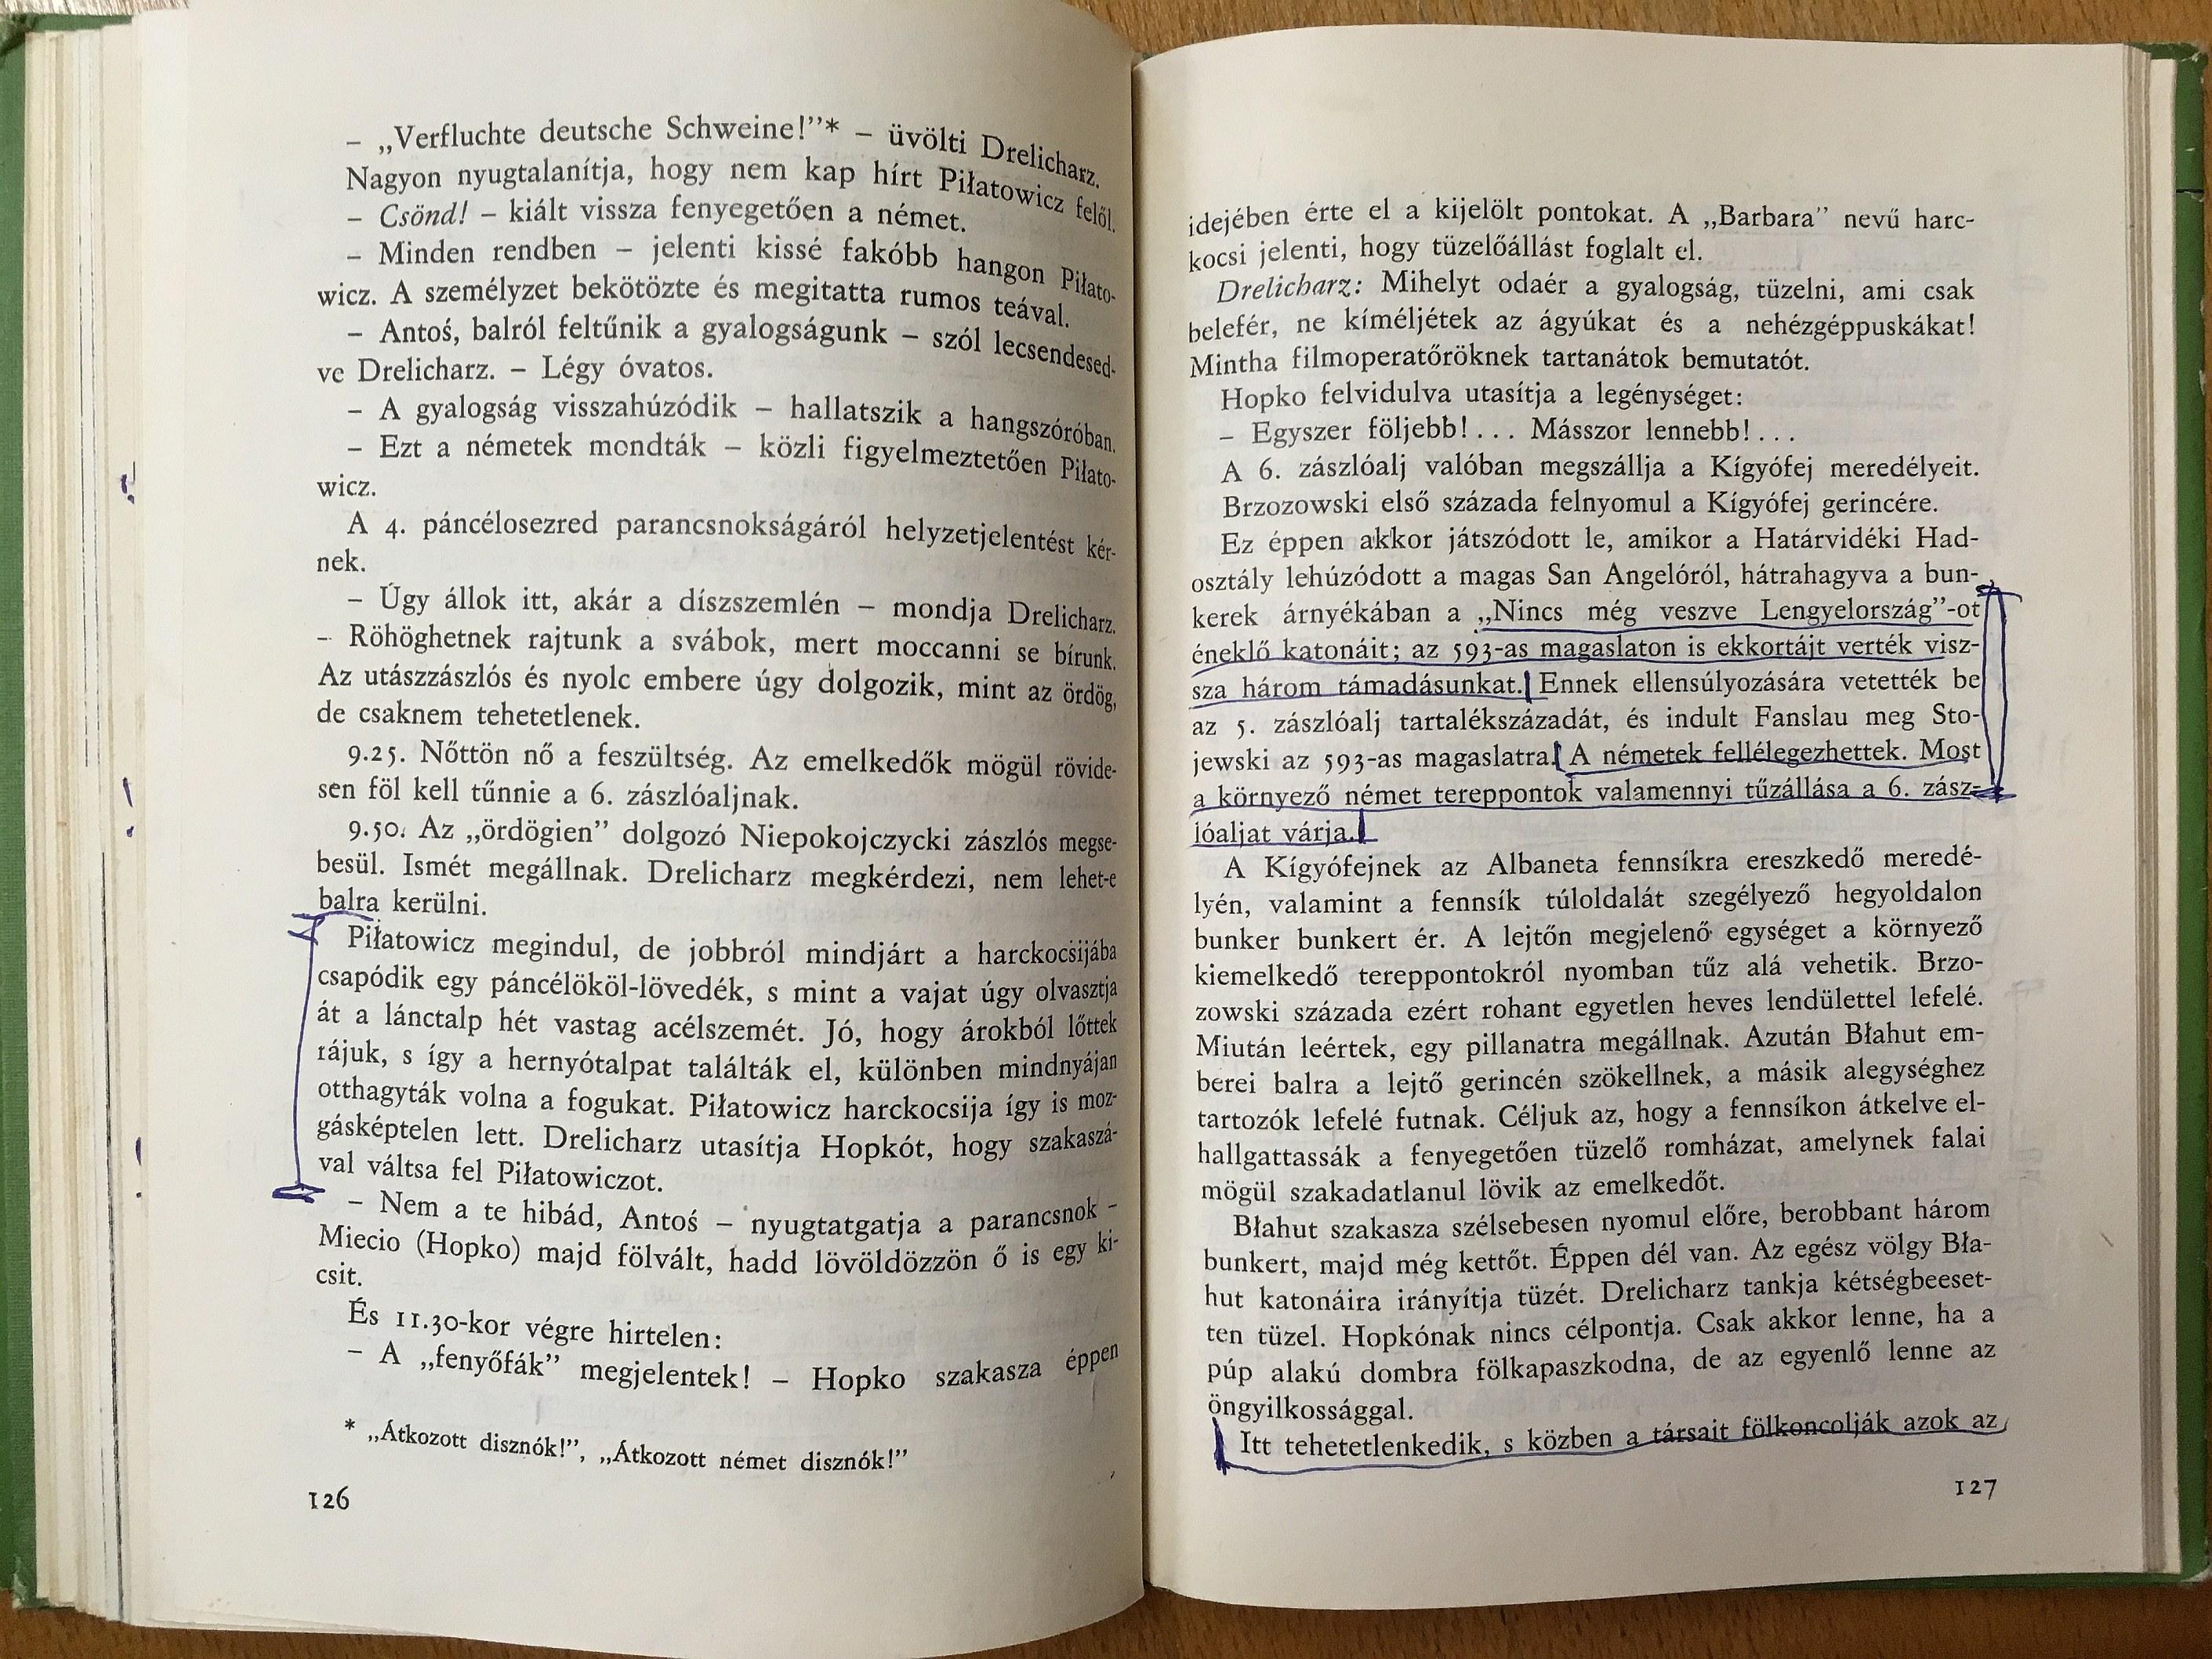 – „Verfluchte deutsche Schweine!”* – üvölti Drelicharz.
Nagyon nyugtalanítja, hogy nem kap hírt Piłatowicz felől.
– Csönd! – kiált vissza fenyegetően a német.
– Minden rendben – jelenti kissé fakóbb hangon Piłato-
wicz. A személyzet bekötözte és megitatta rumos teával.
– Antoś, balról feltűnik a gyalogságunk – szól lecsendesed-
ve Drelicharz. – Légy óvatos.
– A gyalogság visszahúzódik – hallatszik a hangszóróban.
– Ezt a németek mondták – közli figyelmeztetően Piłato-
wicz.
A 4. páncélosezred parancsnokságáról helyzetjelentést kér-
nek.
– Úgy állok itt, akár a díszszemlén – mondja Drelicharz.
– Röhöghetnek rajtunk a svábok, mert moccanni se bírunk.
Az utászzászlós és nyolc embere úgy dolgozik, mint az ördög,
de csaknem tehetetlenek.
9.25. Nőttön nő a feszültség. Az emelkedők mögül rövide-
sen föl kell tűnnie a 6. zászlóaljnak.
9.50. Az „ördögien” dolgozó Niepokojczycki zászlós megse-
besül. Ismét megállnak. Drelicharz megkérdezi, nem lehet-e
balra kerülni.
Piłatowicz megindul, de jobbról mindjárt a harckocsijába
csapódik egy páncélököl-lövedék, s mint a vajat úgy olvasztja
át a lánctalp hét vastag acélszemét. Jó, hogy árokból lőttek
rájuk, s így a hernyótalpat találták el, különben mindnyájan
otthagyták volna a fogukat. Piłatowicz harckocsija így is moz-
gásképtelen lett. Drelicharz utasítja Hopkót, hogy szakaszá-
val váltsa fel Piłatowiczot.
– Nem a te hibád, Antoś – nyugtatgatja a parancsnok –
Miecio (Hopko) majd fölvált, hadd lövöldözzön ő is egy ki-
csit.
És 11.30-kor végre hirtelen:
– A „fenyőfák” megjelentek! – Hopko szakasza éppen
* „Átkozott disznók!”, „Átkozott német disznók!”
126
idejében érte el a kijelölt pontokat. A „Barbara” nevű harc-
kocsi jelenti, hogy tüzelőállást foglalt el.
Drelicharz: Mihelyt odaér a gyalogság, tüzelni, ami csak
belefér, ne kíméljétek az ágyúkat és a nehézgéppuskákat!
Mintha filmoperatőröknek tartanátok bemutatót.
Hopko felvidulva utasítja a legénységet:
– Egyszer följebb!... Másszor lennebb!...
A 6. zászlóalj valóban megszállja a Kígyófej meredélyeit.
Brzozowski első százada felnyomul a Kígyófej gerincére.
Ez éppen akkor játszódott le, amikor a Határvidéki Had-
osztály lehúzódott a magas San Angelóról, hátrahagyva a bun-
kerek árnyékában a „Nincs még veszve Lengyelország”-ot
éneklő katonáit; az 593-as magaslaton is ekkortájt verték visz-
sza három támadásunkat. Ennek ellensúlyozására vetették be
az 5. zászlóalj tartalékszázadát, és indult Fanslau meg Sto-
jewski az 593-as magaslatra. A németek fellélegezhettek. Most
a környező német tereppontok valamennyi tűzállása a 6. zász-
lóaljat várja.
A Kígyófejnek az Albaneta fennsíkra ereszkedő meredé-
lyén, valamint a fennsík túloldalát szegélyező hegyoldalon
bunker bunkert ér. A lejtőn megjelenő egységet a környező
kiemelkedő tereppontokról nyomban tűz alá vehetik. Brzo-
zowski százada ezért rohant egyetlen heves lendülettel lefelé.
Miután leértek, egy pillanatra megállnak. Azután Błahut em-
berei balra a lejtő gerincén szökellnek, a másik alegységhez
tartozók lefelé futnak. Céljuk az, hogy a fennsíkon átkelve el-
hallgattassák a fenyegetően tüzelő romházat, amelynek falai
mögül szakadatlanul lövik az emelkedőt.
Błahut szakasza szélsebesen nyomul előre, berobbant három
bunkert, majd még kettőt. Éppen dél van. Az egész völgy Bła-
hut katonáira irányítja tüzét. Drelicharz tankja kétségbeeset-
ten tüzel. Hopkónak nincs célpontja. Csak akkor lenne, ha a
púp alakú dombra fölkapaszkodna, de az egyenlő lenne az
öngyilkossággal.
Itt tehetetlenkedik, s közben a társait fölkoncolják azok az
127